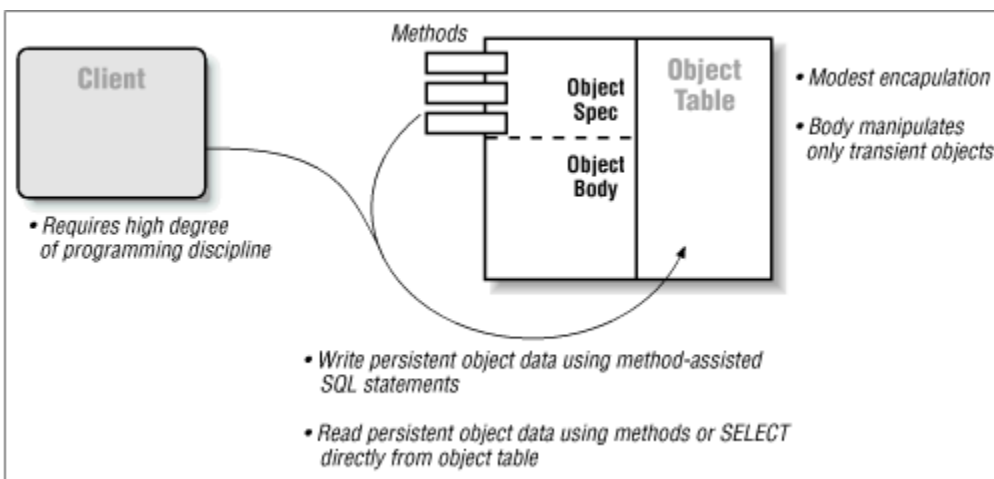 Methods
Client
Object
Spec
Object
Body
Object
Table
• Modest encapulation
• Body manipulates
only transient objects
• Requires high degree
of programming discipline
• Write persistent object data using method-assisted
SQL statements
• Read persistent object data using methods or SELECT
directly from object table